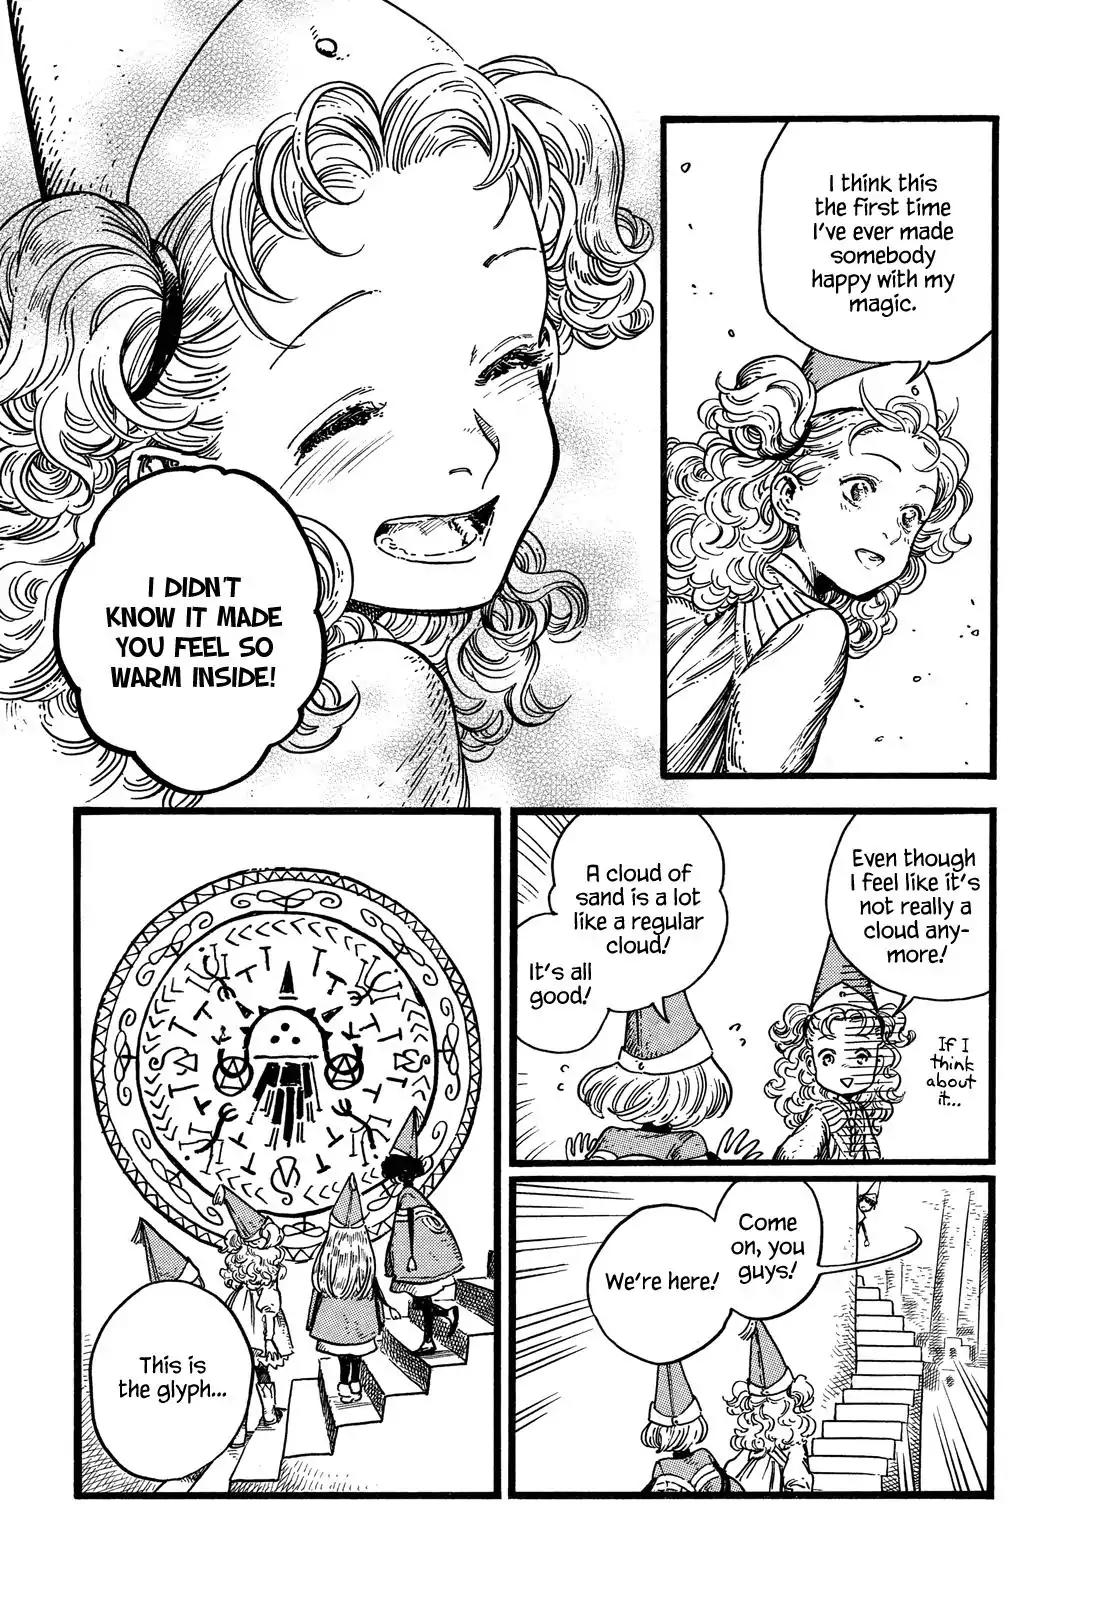 I think this
the first time
I've ever made
somebody
happy with my
magic.
I DIDN'T
KNOW IT MADE
YOU FEEL SO
WARM INSIDE!
Even though
I feel like it's
not really a
cloud any-
more!
If I
think
about
it...
A cloud of
sand is a lot
like a regular
cloud!
It's all
good!
Come
on, you
guys!
We're here!
This is
the glyph...